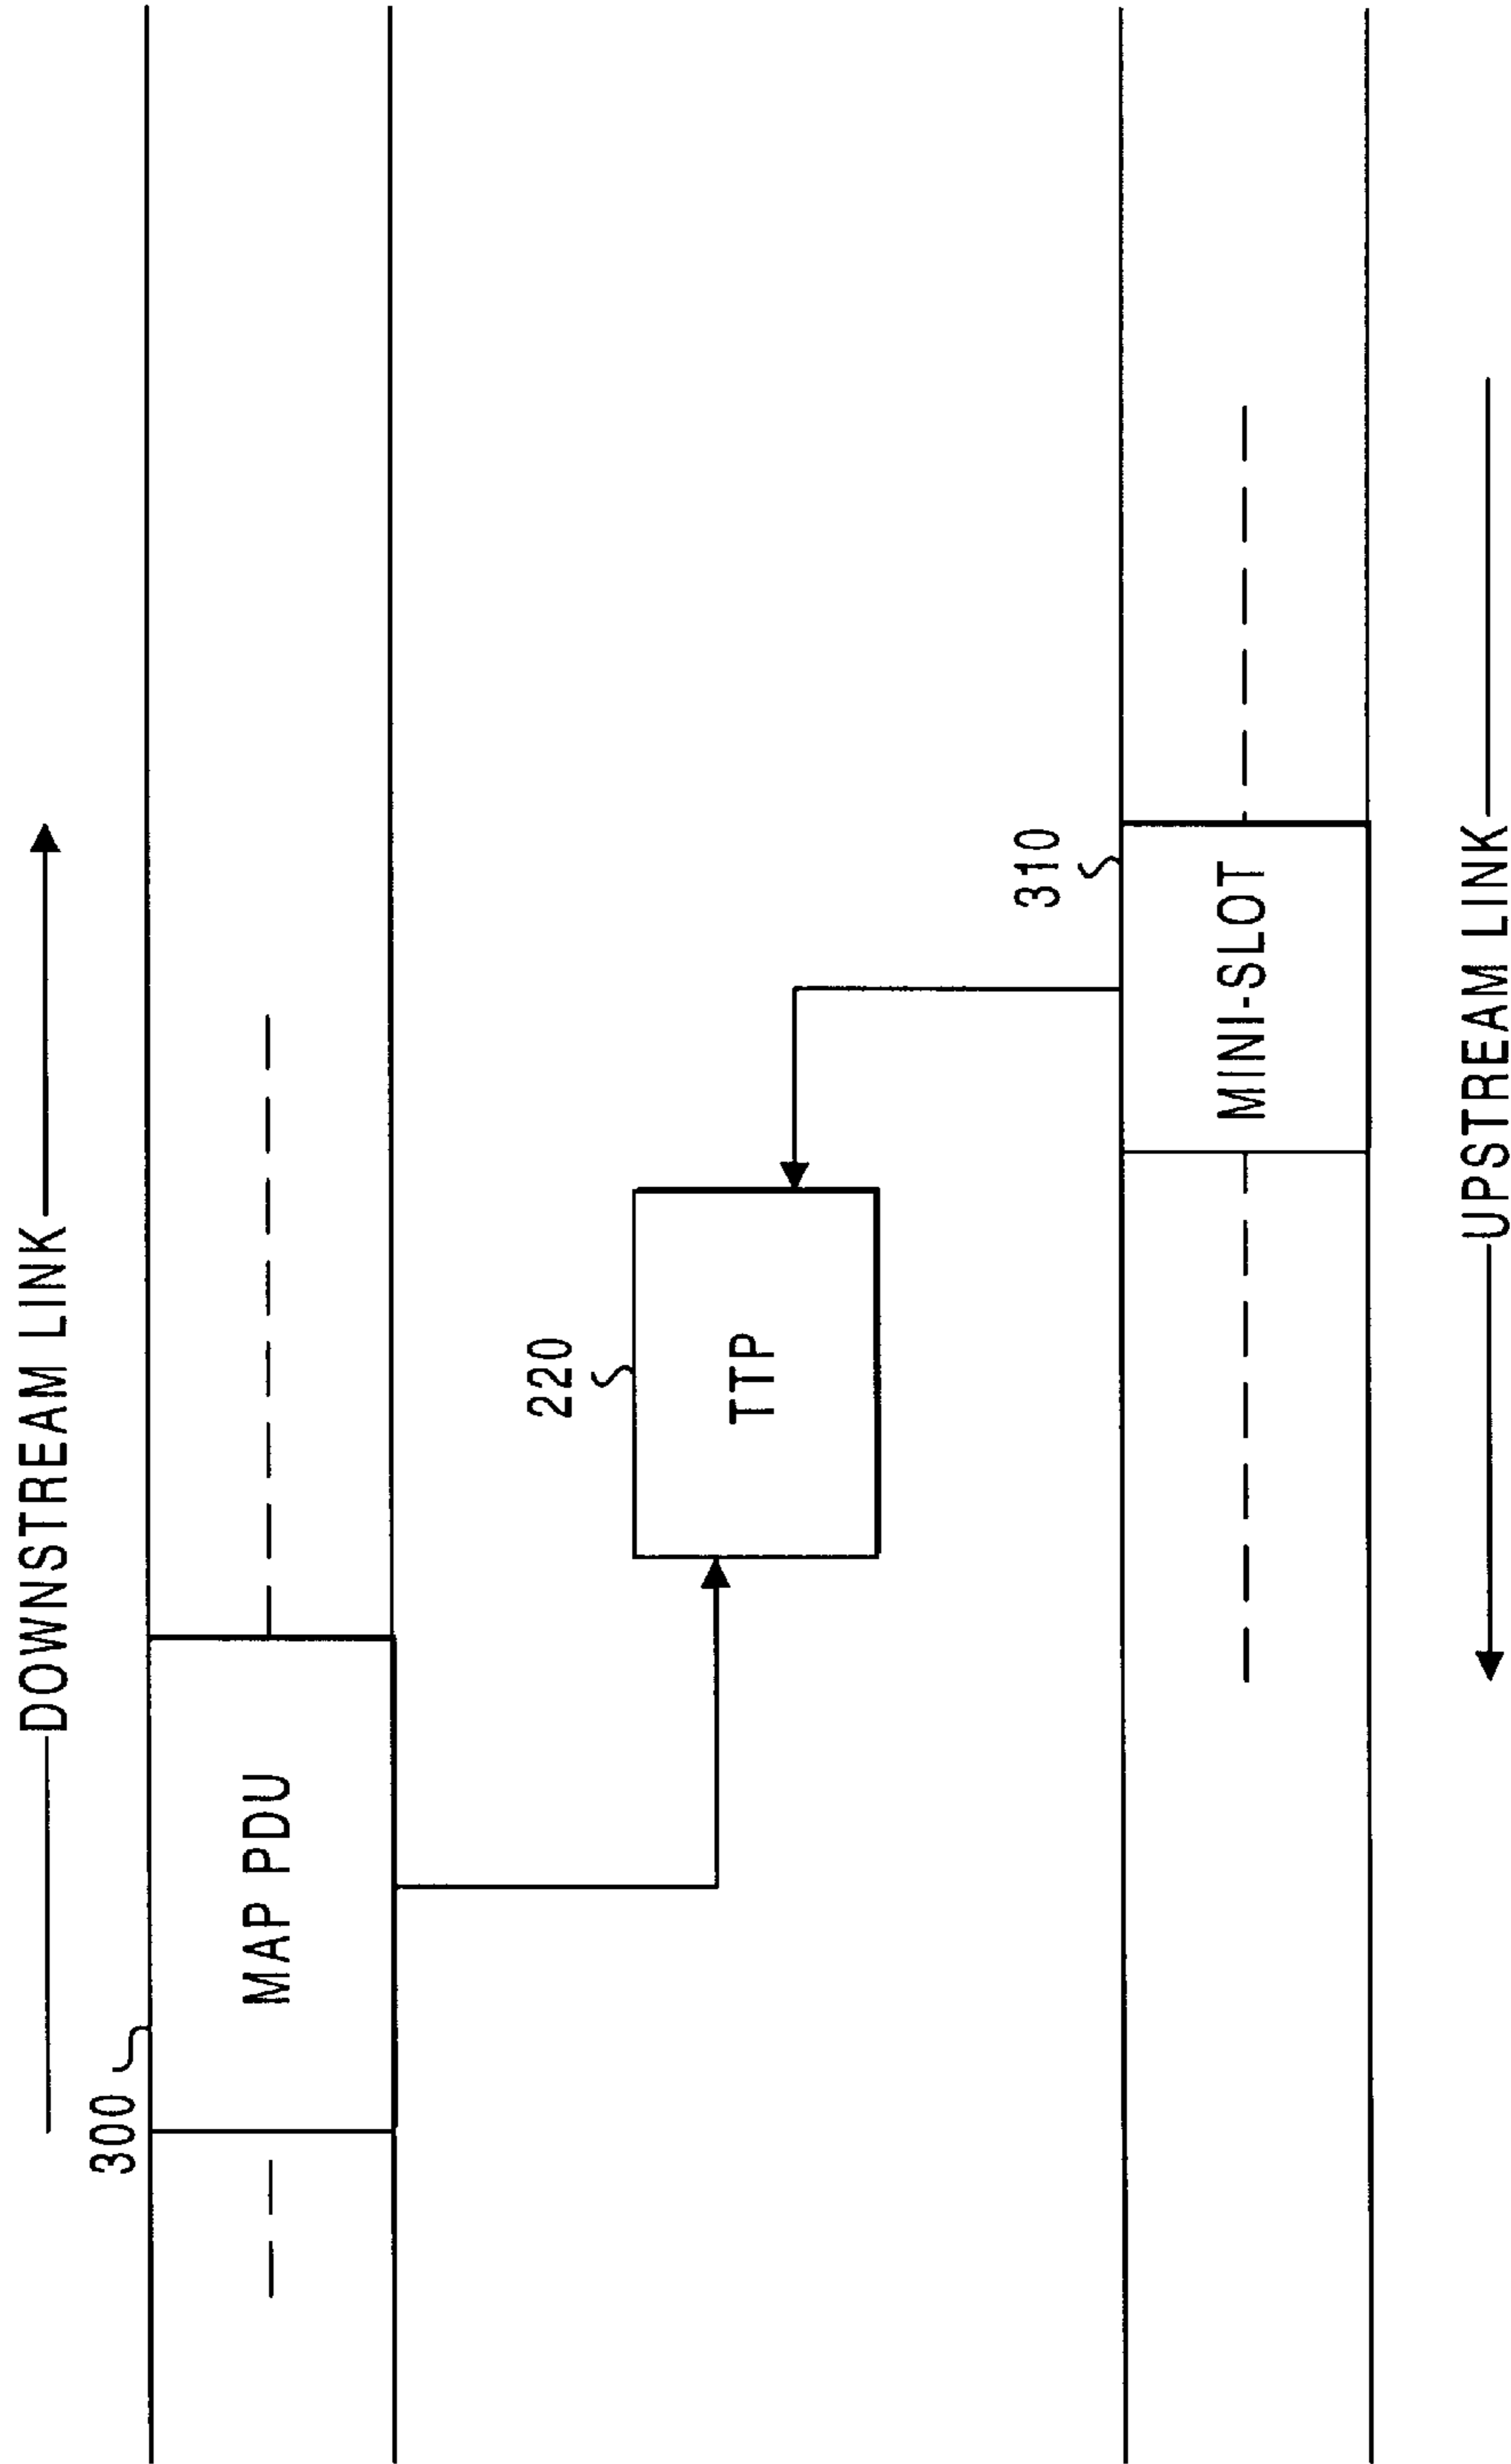 DOWNSTREAM LINK
300
MAP PDU
220
TTP
310
MINI-SLOT
UPSTREAM LINK